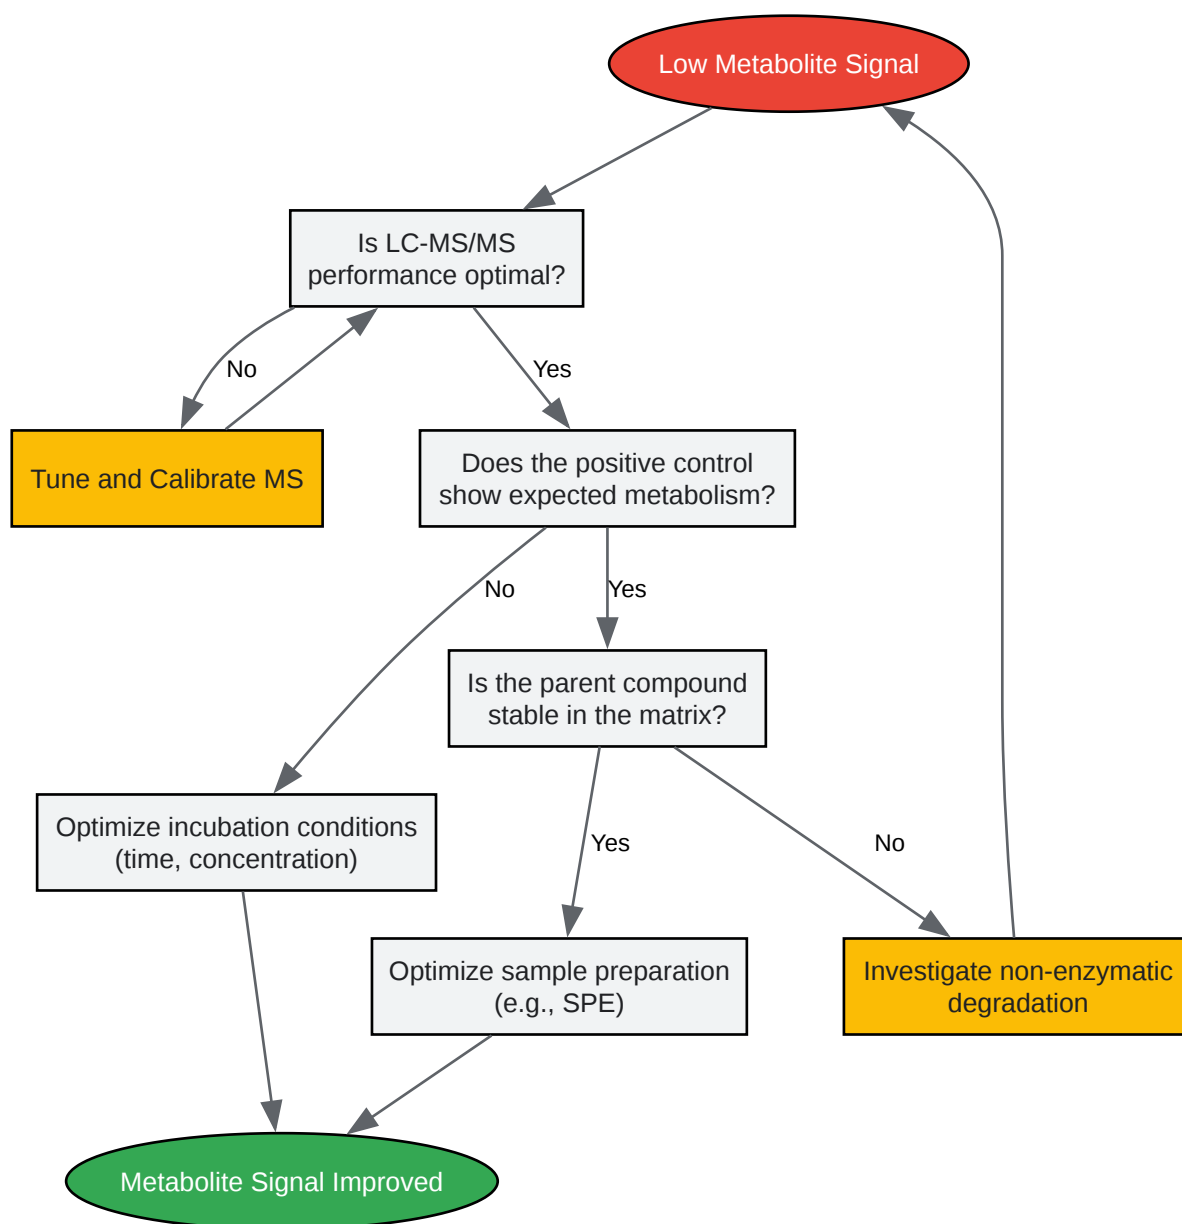 Low Metabolite Signal
Is LC-MS/MS
performance optimal?
No
Yes
Tune and Calibrate MS
Does the positive control
show expected metabolism?
No
Yes
Is the parent compound
stable in the matrix?
Optimize incubation conditions
(time, concentration)
Yes
No
Optimize sample preparation
(e.g., SPE)
Investigate non-enzymatic
degradation
Metabolite Signal Improved